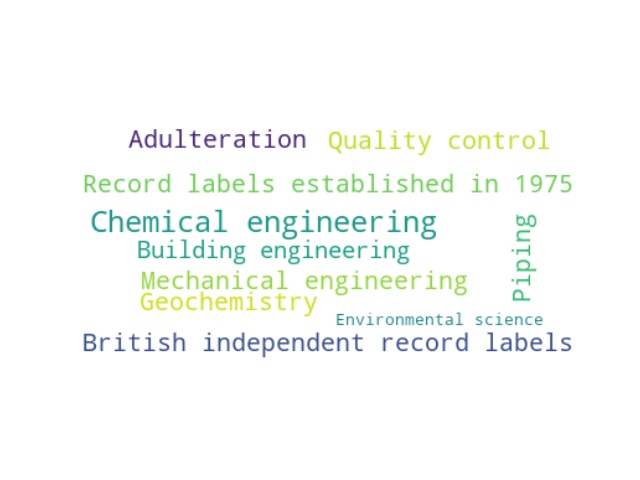 Adulteration
Quality control
Record labels established in 1975
Chemical engineering
Piping
Building engineering
Mechanical engineering
Geochemistry
Environmental science
British independent record labels